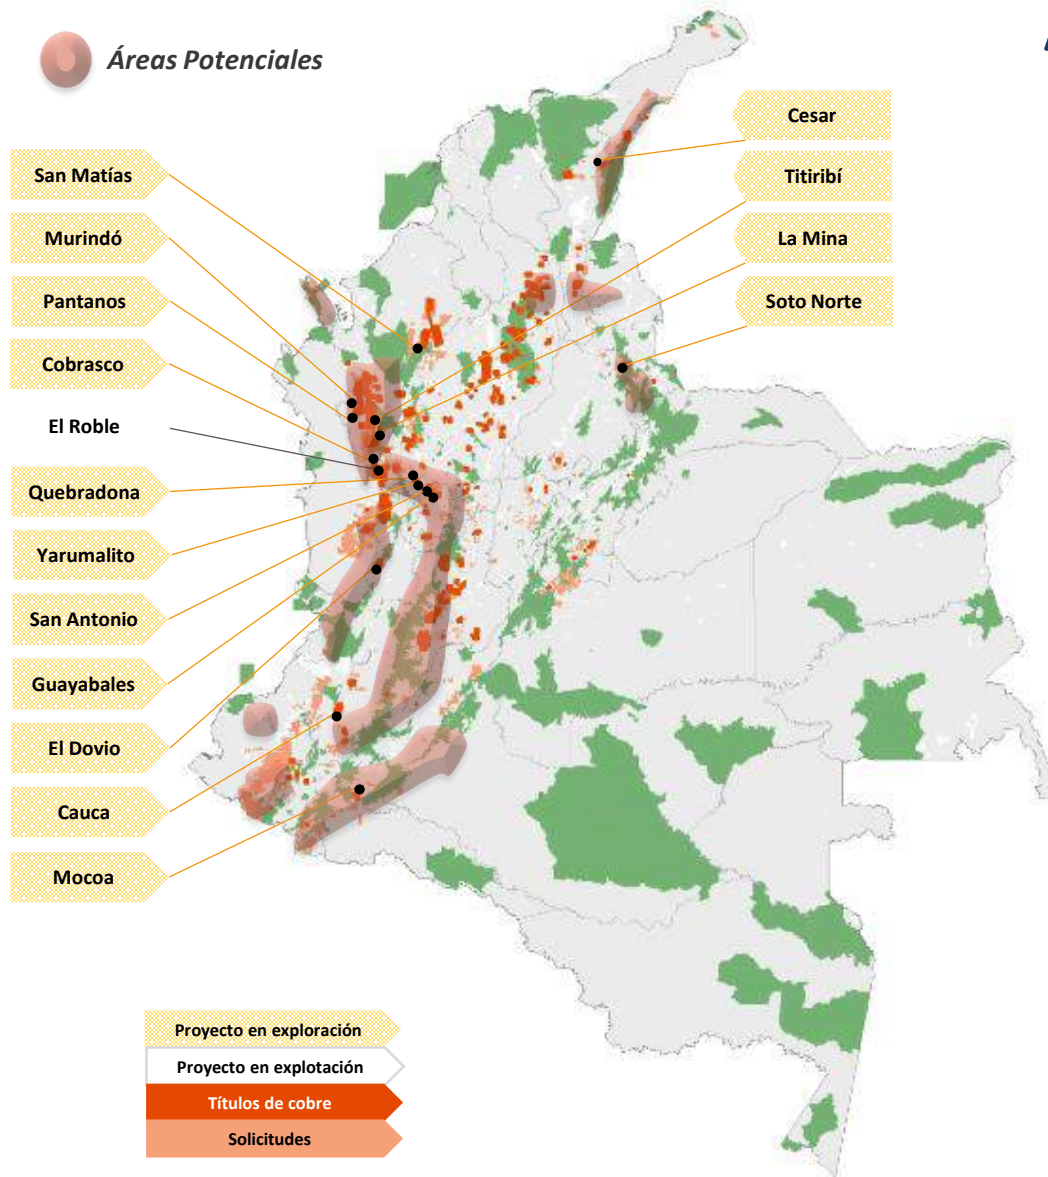 Áreas Potenciales
San Matías
Murindó
Pantanos
Cobrasco
El Roble
Quebradona
Yarumalito
San Antonio
Guayabales
El Dovio
Cauca
Mocoa
Cesar
Titiribí
La Mina
Soto Norte
Proyecto en exploración
Proyecto en explotación
Títulos de cobre
Solicitudes